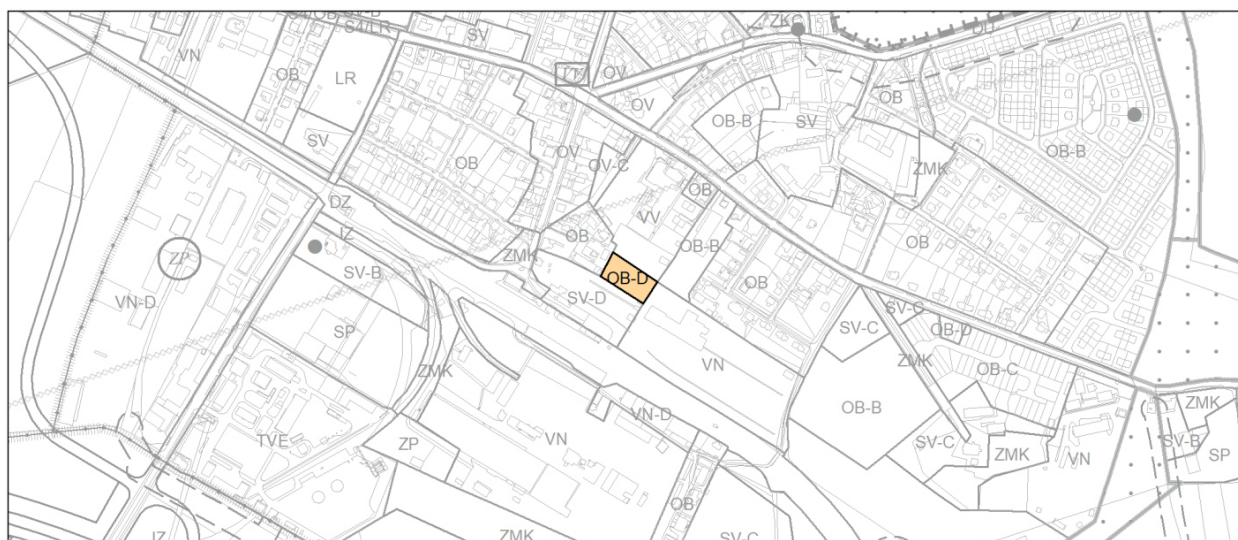 SV
ZKC
DU
VN
OB
LR
OV
TT
OV
OB-B
SV
OB
OB-B
SV
OB
OV
OV-C
ZMK
DZ
IZ
OB
VV
OB-B
OB
ZP
VN-D
SV-B
ZMK
OB
OB-D
SV-D
OB
SP
ZMK
VN
SV-C
SV-C
OB-D
ZMK
OB-C
OB-B
VN-D
TVE
ZP
VN
SV-C
ZMK
VN
ZMK
SV-B
SP
OB
IZ
ZMK
SV-C